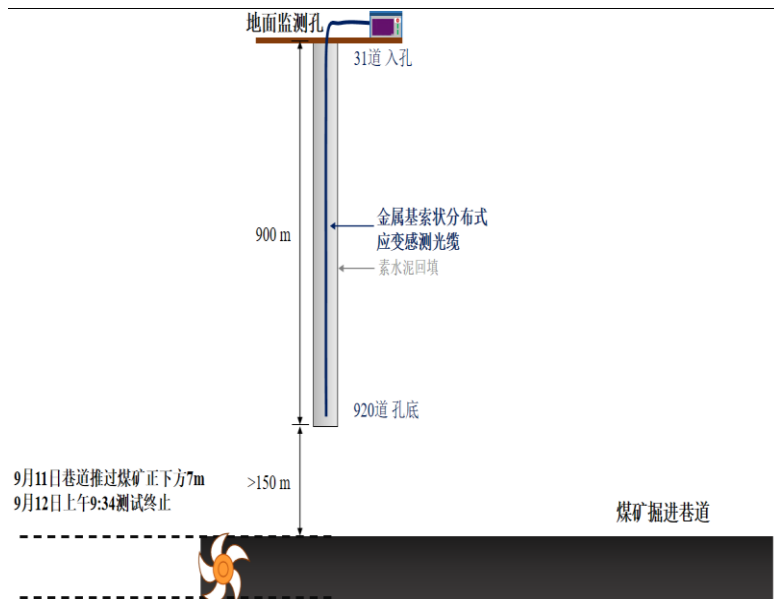 地面监测孔
31道 入孔
900 m
金属基索状分布式
应变感测光缆
素水泥回填
920道 孔底
9月11日巷道推过煤矿正下方7m
9月12日上午9:34测试终止
>150 m
煤矿掘进巷道